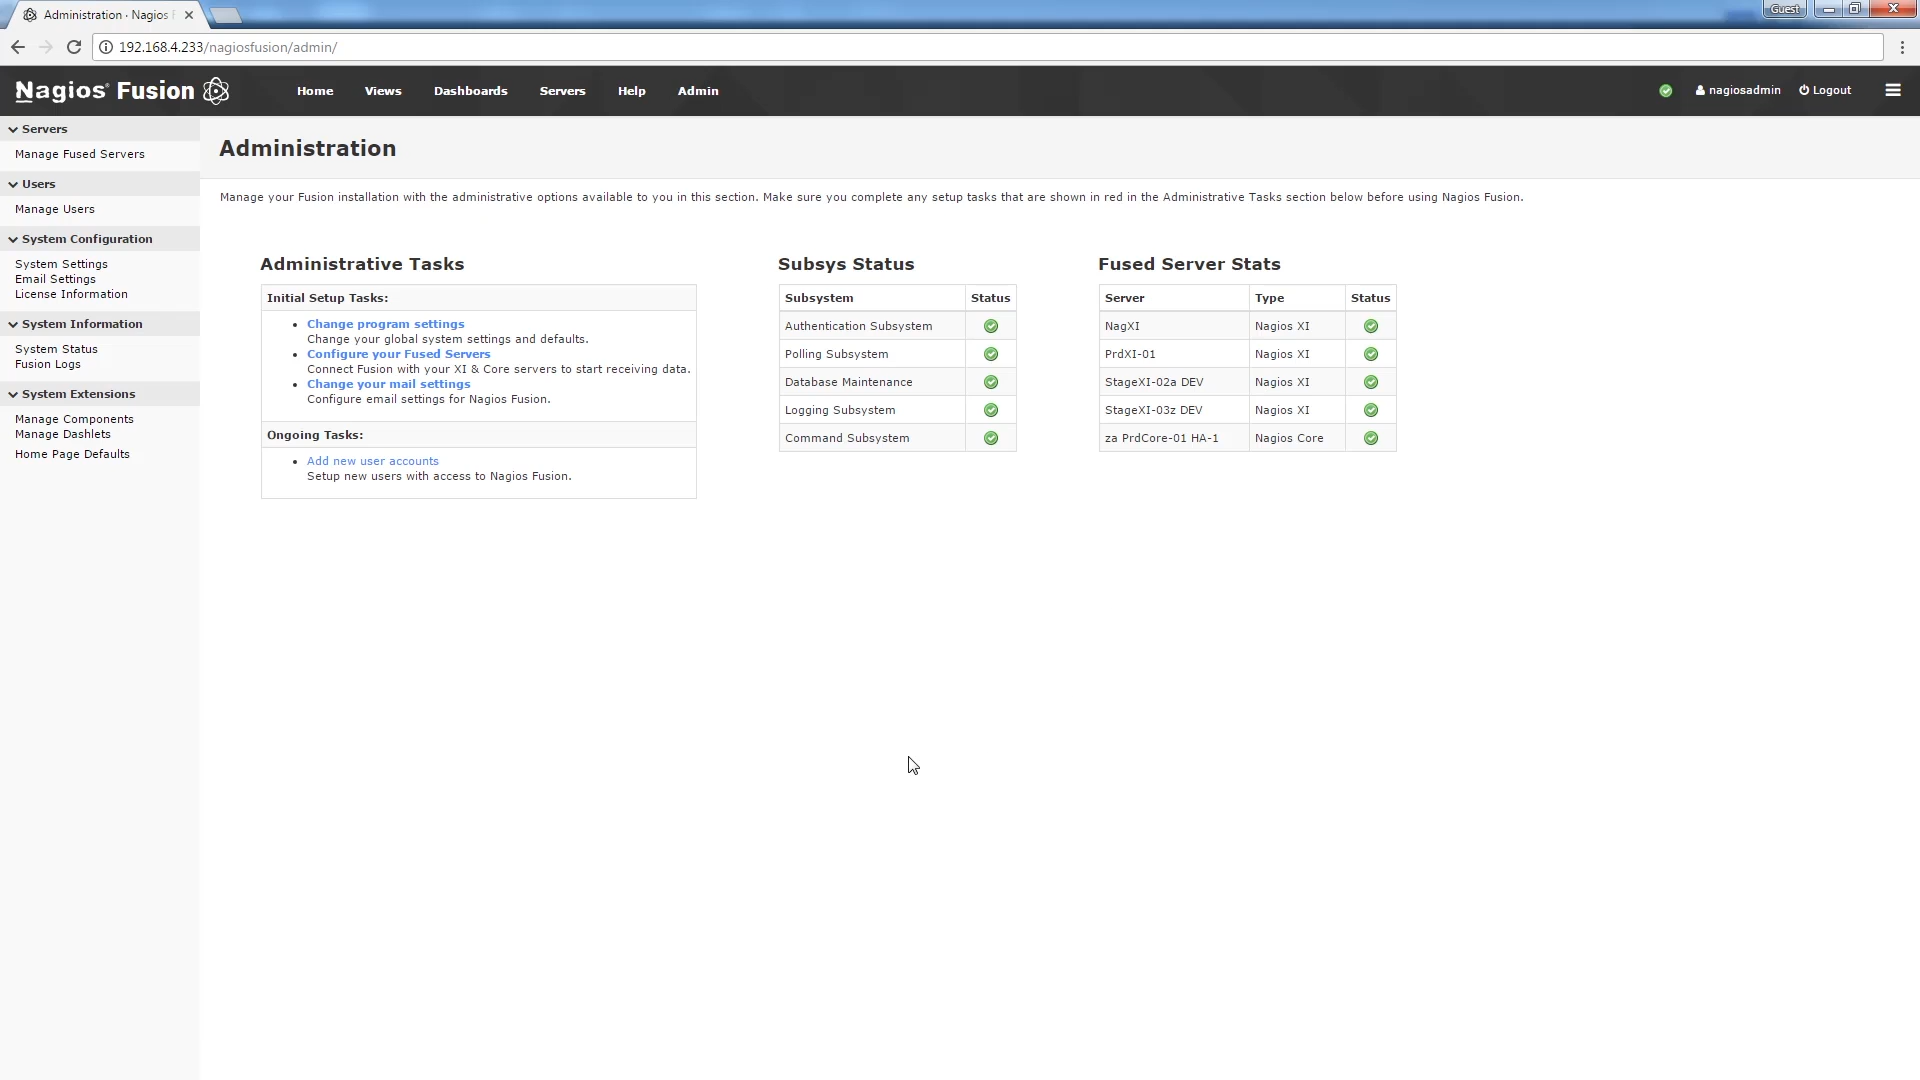 Administration · Nagios F
Guest
192.168.4.233/nagiosfusion/admin/
Nagios® Fusion
Home Views Dashboards Servers Help Admin
nagiosadmin Logout
Servers
Manage Fused Servers
Users
Manage Users
System Configuration
System Settings
Email Settings
License Information
System Information
System Status
Fusion Logs
System Extensions
Manage Components
Manage Dashlets
Home Page Defaults
Administration
Manage your Fusion installation with the administrative options available to you in this section. Make sure you complete any setup tasks that are shown in red in the Administrative Tasks section below before using Nagios Fusion.
Administrative Tasks
Initial Setup Tasks:
• Change program settings
Change your global system settings and defaults.
• Configure your Fused Servers
Connect Fusion with your XI & Core servers to start receiving data.
• Change your mail settings
Configure email settings for Nagios Fusion.
Ongoing Tasks:
• Add new user accounts
Setup new users with access to Nagios Fusion.
Subsys Status
Subsystem Status
Authentication Subsystem
Polling Subsystem
Database Maintenance
Logging Subsystem
Command Subsystem
Fused Server Stats
Server Type Status
NagXI Nagios XI
PrdXI-01 Nagios XI
StageXI-02a DEV Nagios XI
StageXI-03z DEV Nagios XI
za PrdCore-01 HA-1 Nagios Core